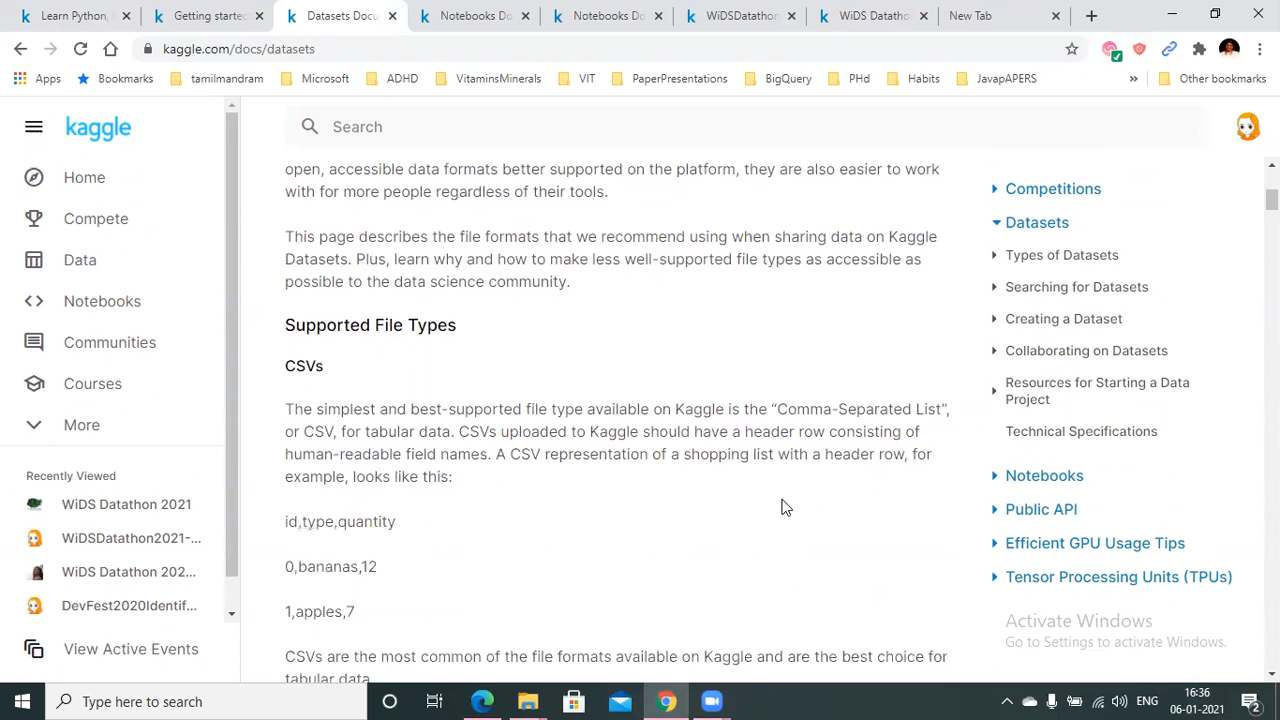 Learn Python,
Getting starte
Datasets Docu
Notebooks Do
Notebooks Do
WiDSDatathon
WiDS Datatho
New Tab
kaggle.com/docs/datasets
Apps
Bookmarks
tamilmandram
Microsoft
ADHD
VitaminsMinerals
VIT
PaperPresentations
BigQuery
PHd
Habits
JavapAPERS
»
Other bookmarks
kaggle
Search
Home
Compete
Data
Notebooks
Communities
Courses
More
Recently Viewed
WiDS Datathon 2021
WiDSDatathon2021-...
WiDS Datathon 202...
DevFest2020Identif...
View Active Events
open, accessible data formats better supported on the platform, they are also easier to work
with for more people regardless of their tools.
This page describes the file formats that we recommend using when sharing data on Kaggle
Datasets. Plus, learn why and how to make less well-supported file types as accessible as
possible to the data science community.
Supported File Types
CSVs
The simplest and best-supported file type available on Kaggle is the “Comma-Separated List”,
or CSV, for tabular data. CSVs uploaded to Kaggle should have a header row consisting of
human-readable field names. A CSV representation of a shopping list with a header row, for
example, looks like this:
id,type,quantity
0,bananas,12
1,apples,7
CSVs are the most common of the file formats available on Kaggle and are the best choice for
tabular data.
Competitions
Datasets
Types of Datasets
Searching for Datasets
Creating a Dataset
Collaborating on Datasets
Resources for Starting a Data
Project
Technical Specifications
Notebooks
Public API
Efficient GPU Usage Tips
Tensor Processing Units (TPUs)
Activate Windows
Go to Settings to activate Windows.
Type here to search
ENG
16:36
06-01-2021
2